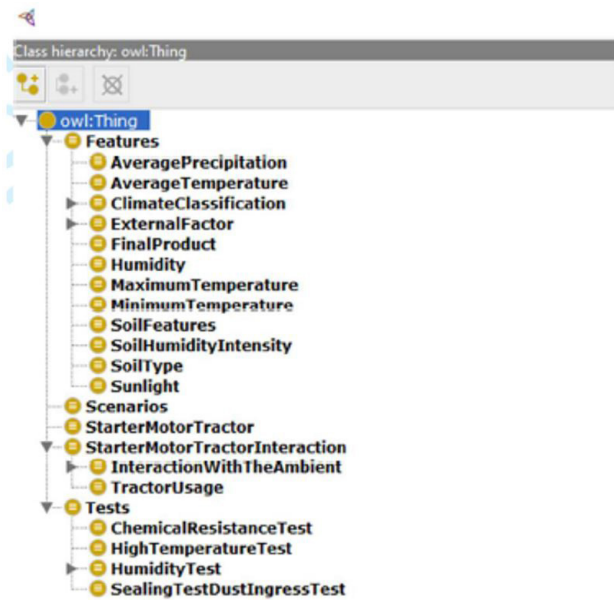 Class hierarchy: owl:Thing
owl:Thing
Features
AveragePrecipitation
AverageTemperature
ClimateClassification
ExternalFactor
FinalProduct
Humidity
MaximumTemperature
MinimumTemperature
SoilFeatures
SoilHumidityIntensity
SoilType
Sunlight
Scenarios
StarterMotorTractor
StarterMotorTractorInteraction
InteractionWithTheAmbient
TractorUsage
Tests
ChemicalResistanceTest
HighTemperatureTest
HumidityTest
SealingTestDustIngressTest